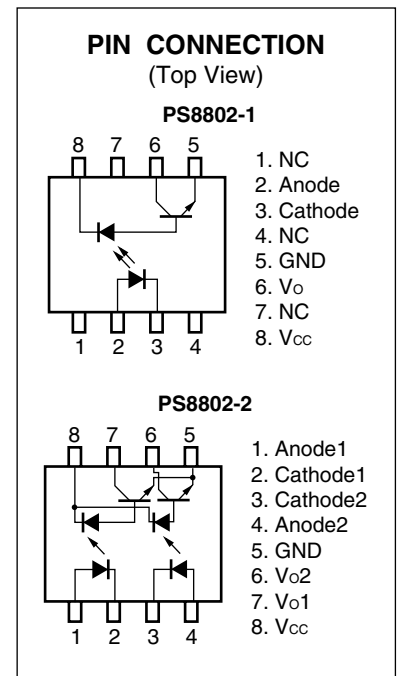 PIN CONNECTION
(Top View)
PS8802-1
8 7 6 5
1. NC
2. Anode
3. Cathode
4. NC
5. GND
6. Vo
7. NC
8. Vcc
1 2 3 4
PS8802-2
8 7 6 5
1. Anode1
2. Cathode1
3. Cathode2
4. Anode2
5. GND
6. Vo2
7. Vo1
8. Vcc
1 2 3 4